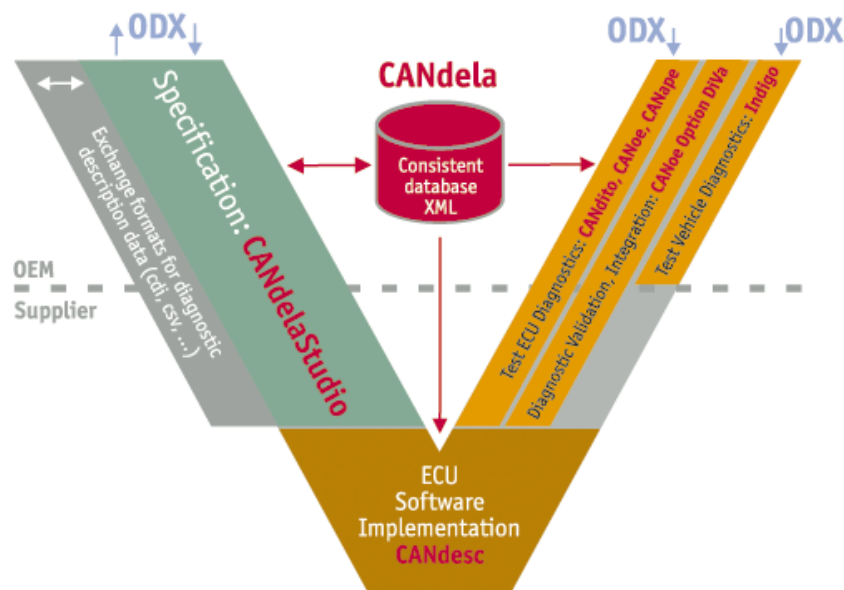 ODX
ODX
ODX
CANdela
Consistent
database
XML
Exchange formats for diagnostic
description data (cdi, csv, ...)
Specification: CANdelaStudio
Test ECU Diagnostics: CANdito, CANoe, CANape
Diagnostic Validation, Integration: CANoe Option DiVa
Test Vehicle Diagnostics: Indigo
OEM
Supplier
ECU
Software
Implementation
CANdesc